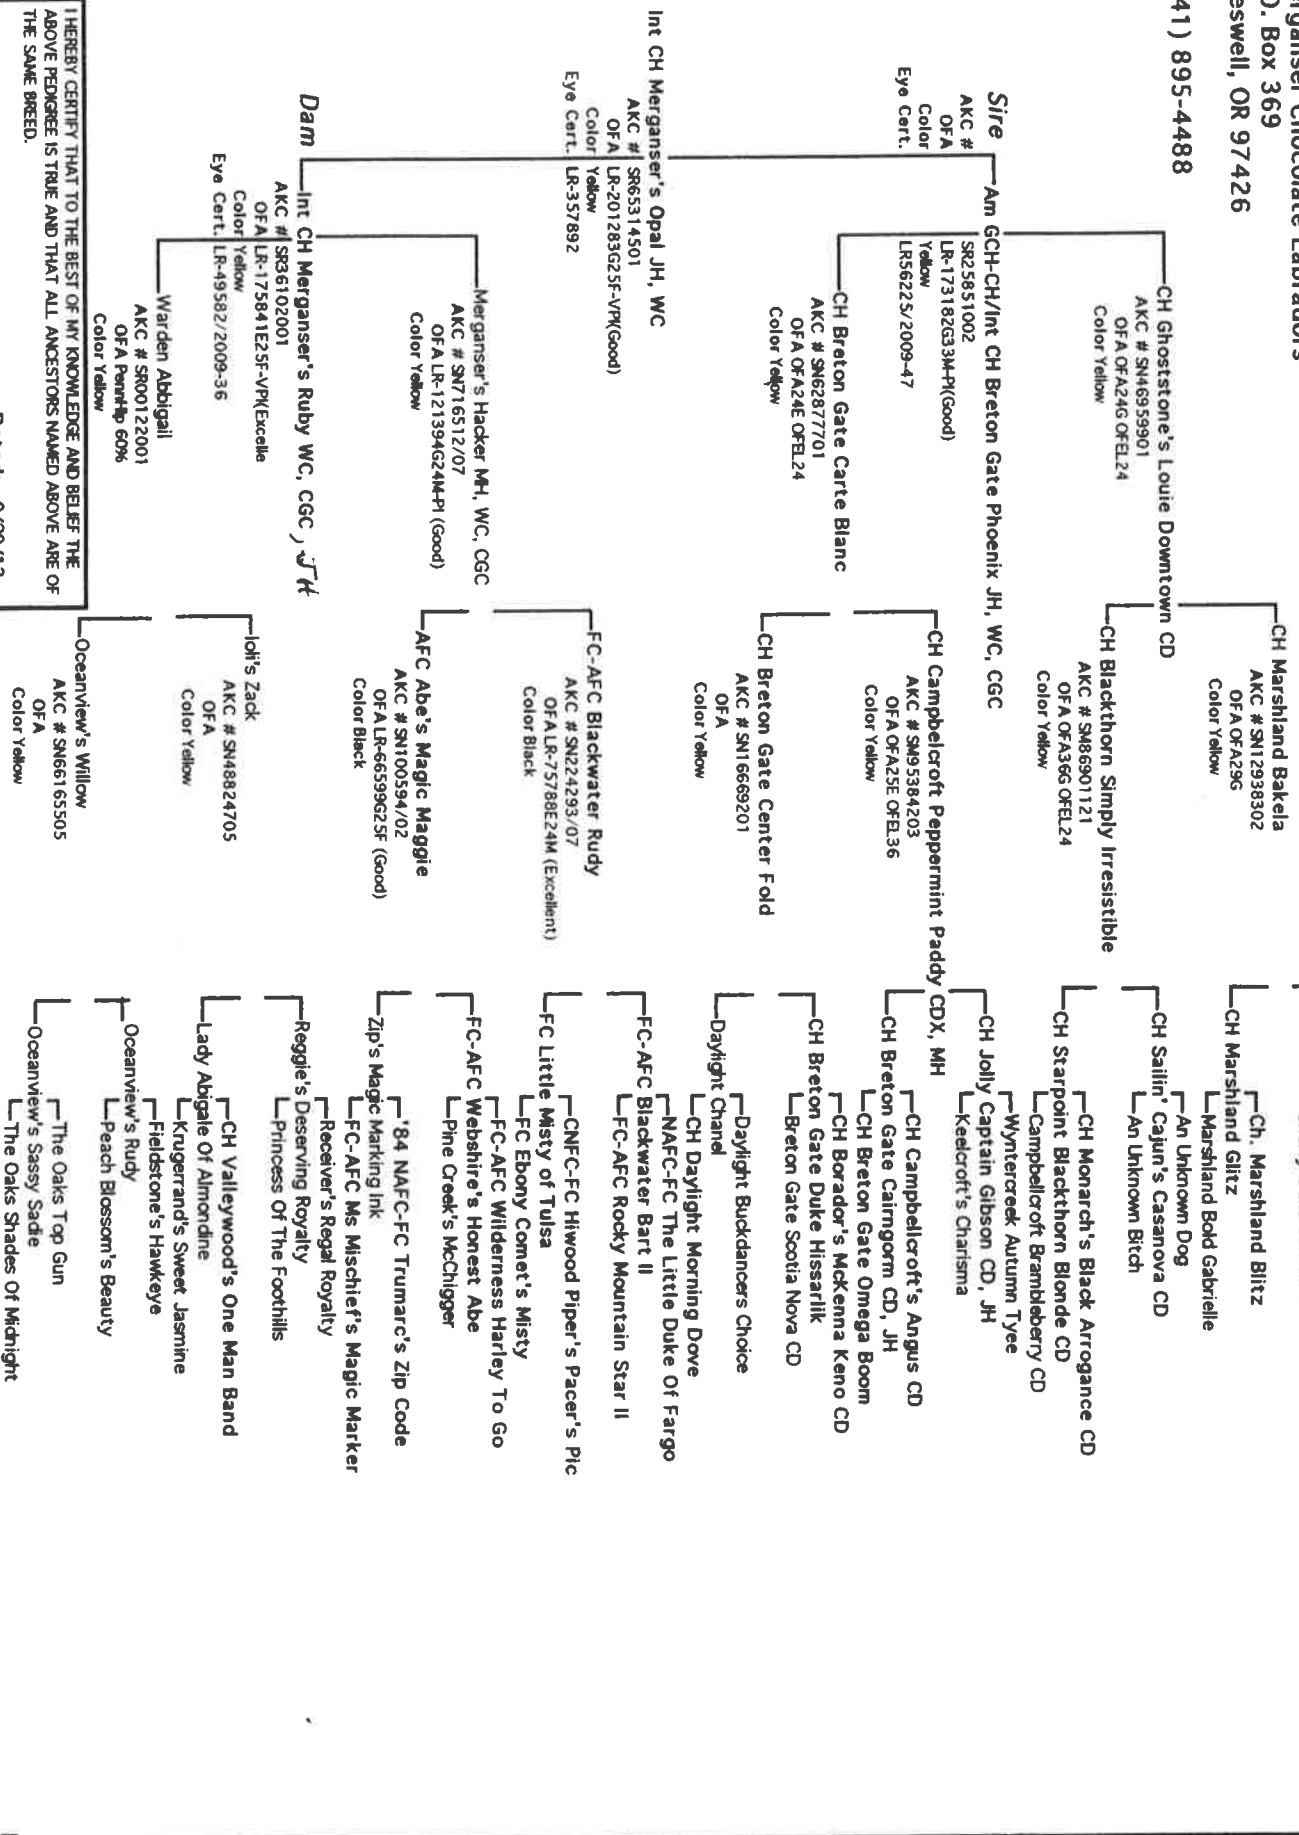 Merganser Chocolate Labradors
O. Box 369
eswell, OR 97426
41) 895-4488
Int CH Merganser's Opal JH, WC
AKC # SR65314501
OFA LR-201283G25F-VPI(Good)
Color Yellow
Eye Cert. LR-357892
Sire
Am GCH-CH/Int CH Breton Gate Phoenix JH, WC, CGC
AKC # SR25851002
OFA LR-173182G33M-PI(Good)
Color Yellow
Eye Cert. LR56225/2009-47
Dam
Int CH Merganser's Ruby WC, CGC, JH
AKC # SR36102001
OFA LR-175841E25F-VPI(Excelle
Color Yellow
Eye Cert. LR-49582/2009-36
CH Ghoststone's Louie Downtown CD
AKC # SN46959901
OFA OFA24G OFEL24
Color Yellow
CH Breton Gate Carte Blanc
AKC # SN62877701
OFA OFA24E OFEL24
Color Yellow
Merganser's Hacker MH, WC, CGC
AKC # SN716512/07
OFA LR-121394G24M-PI (Good)
Color Yellow
Warden Abbigail
AKC # SR00122001
OFA PennHip 60%
Color Yellow
CH Marshland Bakela
AKC # SN12938302
OFA OFA29G
Color Yellow
CH Blackthorn Simply Irresistible
AKC # SM86901121
OFA OFA36G OFEL24
Color Yellow
CH Campbelcroft Peppermint Paddy CDX, MH
AKC # SM95384203
OFA OFA25E OFEL36
Color Yellow
CH Breton Gate Center Fold
AKC # SN16669201
OFA
Color Yellow
FC-AFC Blackwater Rudy
AKC # SN224293/07
OFA LR-75788E24M (Excellent)
Color Black
AFC Abe's Magic Maggie
AKC # SN100594/02
OFA LR-66599G25F (Good)
Color Black
Ioli's Zack
AKC # SN48824705
OFA
Color Yellow
Oceanview's Willow
AKC # SN66165505
OFA
Color Yellow
Ch. Marshland Blitz
CH Marshland Glitz
Marshland Bold Gabrielle
An Unknown Dog
CH Sailin' Cajun's Casanova CD
An Unknown Bitch
CH Monarch's Black Arrogance CD
CH Starpoint Blackthorn Blonde CD
Campbellcroft Brambleberry CD
Wyntercreek Autumn Tyee
CH Jolly Captain Gibson CD, JH
Keelcroft's Charisma
CH Campbellcroft's Angus CD
CH Breton Gate Cairngorm CD, JH
CH Breton Gate Omega Boom
CH Borador's McKenna Keno CD
CH Breton Gate Duke Hissarlik
Breton Gate Scotia Nova CD
Daylight Buckdancers Choice
Daylight Chanel
CH Daylight Morning Dove
NAFC-FC The Little Duke Of Fargo
FC-AFC Blackwater Bart II
FC-AFC Rocky Mountain Star II
CNFC-FC Hiwood Piper's Pacer's Pic
FC Little Misty of Tulsa
FC Ebony Comet's Misty
FC-AFC Wilderness Harley To Go
FC-AFC Webshire's Honest Abe
Pine Creek's McChigger
'84 NAFC-FC Trumarc's Zip Code
Zip's Magic Marking Ink
FC-AFC Ms Mischief's Magic Marker
Receiver's Regal Royalty
Reggie's Deserving Royalty
Princess Of The Foothills
CH Valleywood's One Man Band
Lady Abigale Of Almondine
Krugerrand's Sweet Jasmine
Fieldstone's Hawkeye
Oceanview's Rudy
Peach Blossom's Beauty
The Oaks Top Gun
Oceanview's Sassy Sadie
The Oaks Shades Of Midnight
I HEREBY CERTIFY THAT TO THE BEST OF MY KNOWLEDGE AND BELIEF THE
ABOVE PEDIGREE IS TRUE AND THAT ALL ANCESTORS NAMED ABOVE ARE OF
THE SAME BREED.